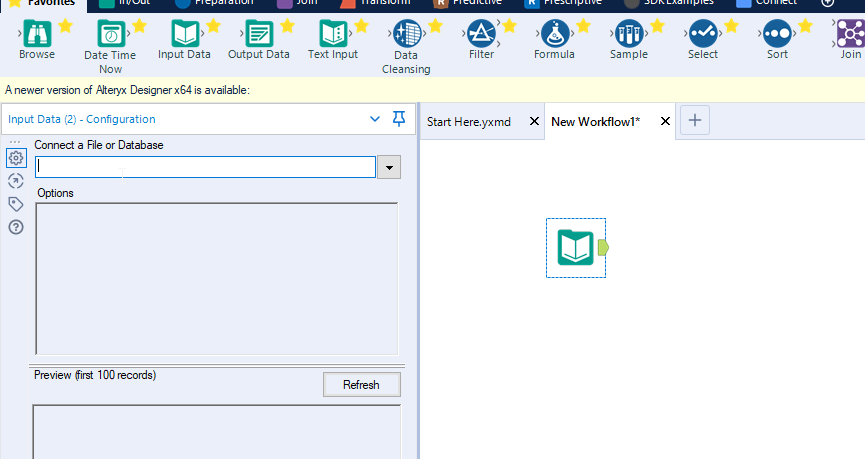 Favorites In/Out Preparation Join Transform Predictive Prescriptive SDK Examples Connect
Browse Date Time Now Input Data Output Data Text Input Data Cleansing Filter Formula Sample Select Sort Join
A newer version of Alteryx Designer x64 is available:
Input Data (2) - Configuration
Start Here.yxmd
New Workflow1*
Connect a File or Database
Options
Preview (first 100 records)
Refresh